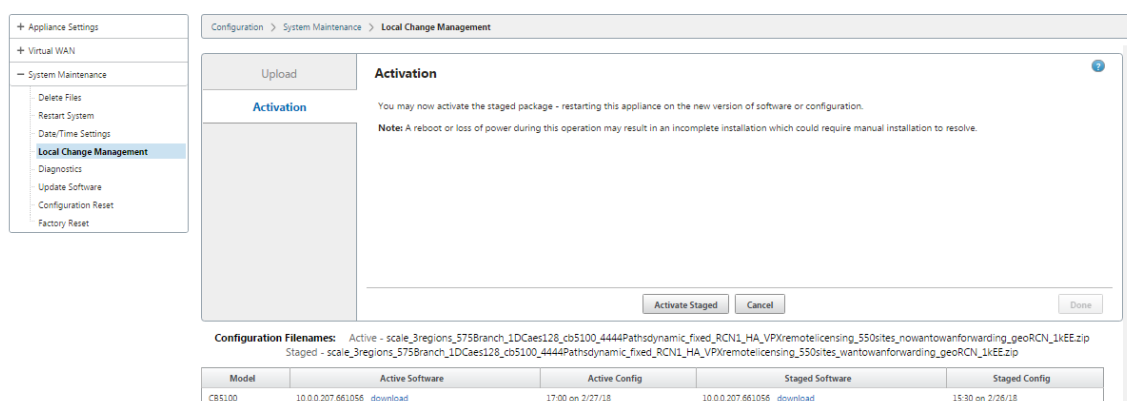 + Appliance Settings
+ Virtual WAN
− System Maintenance
Delete Files
Restart System
Date/Time Settings
Local Change Management
Diagnostics
Update Software
Configuration Reset
Factory Reset
Configuration > System Maintenance > Local Change Management
Upload
Activation
Activation
?
You may now activate the staged package - restarting this appliance on the new version of software or configuration.
Note: A reboot or loss of power during this operation may result in an incomplete installation which could require manual installation to resolve.
Activate Staged Cancel Done
Configuration Filenames: Active - scale_3regions_575Branch_1DCaes128_cb5100_4444Pathsdynamic_fixed_RCN1_HA_VPXremotelicensing_550sites_nowantowanforwarding_geoRCN_1kEE.zip
Staged - scale_3regions_575Branch_1DCaes128_cb5100_4444Pathsdynamic_fixed_RCN1_HA_VPXremotelicensing_550sites_wantowanforwarding_geoRCN_1kEE.zip
Model Active Software Active Config Staged Software Staged Config
CB5100 10.0.0.207.661056 download 17:00 on 2/27/18 10.0.0.207.661056 download 15:30 on 2/26/18